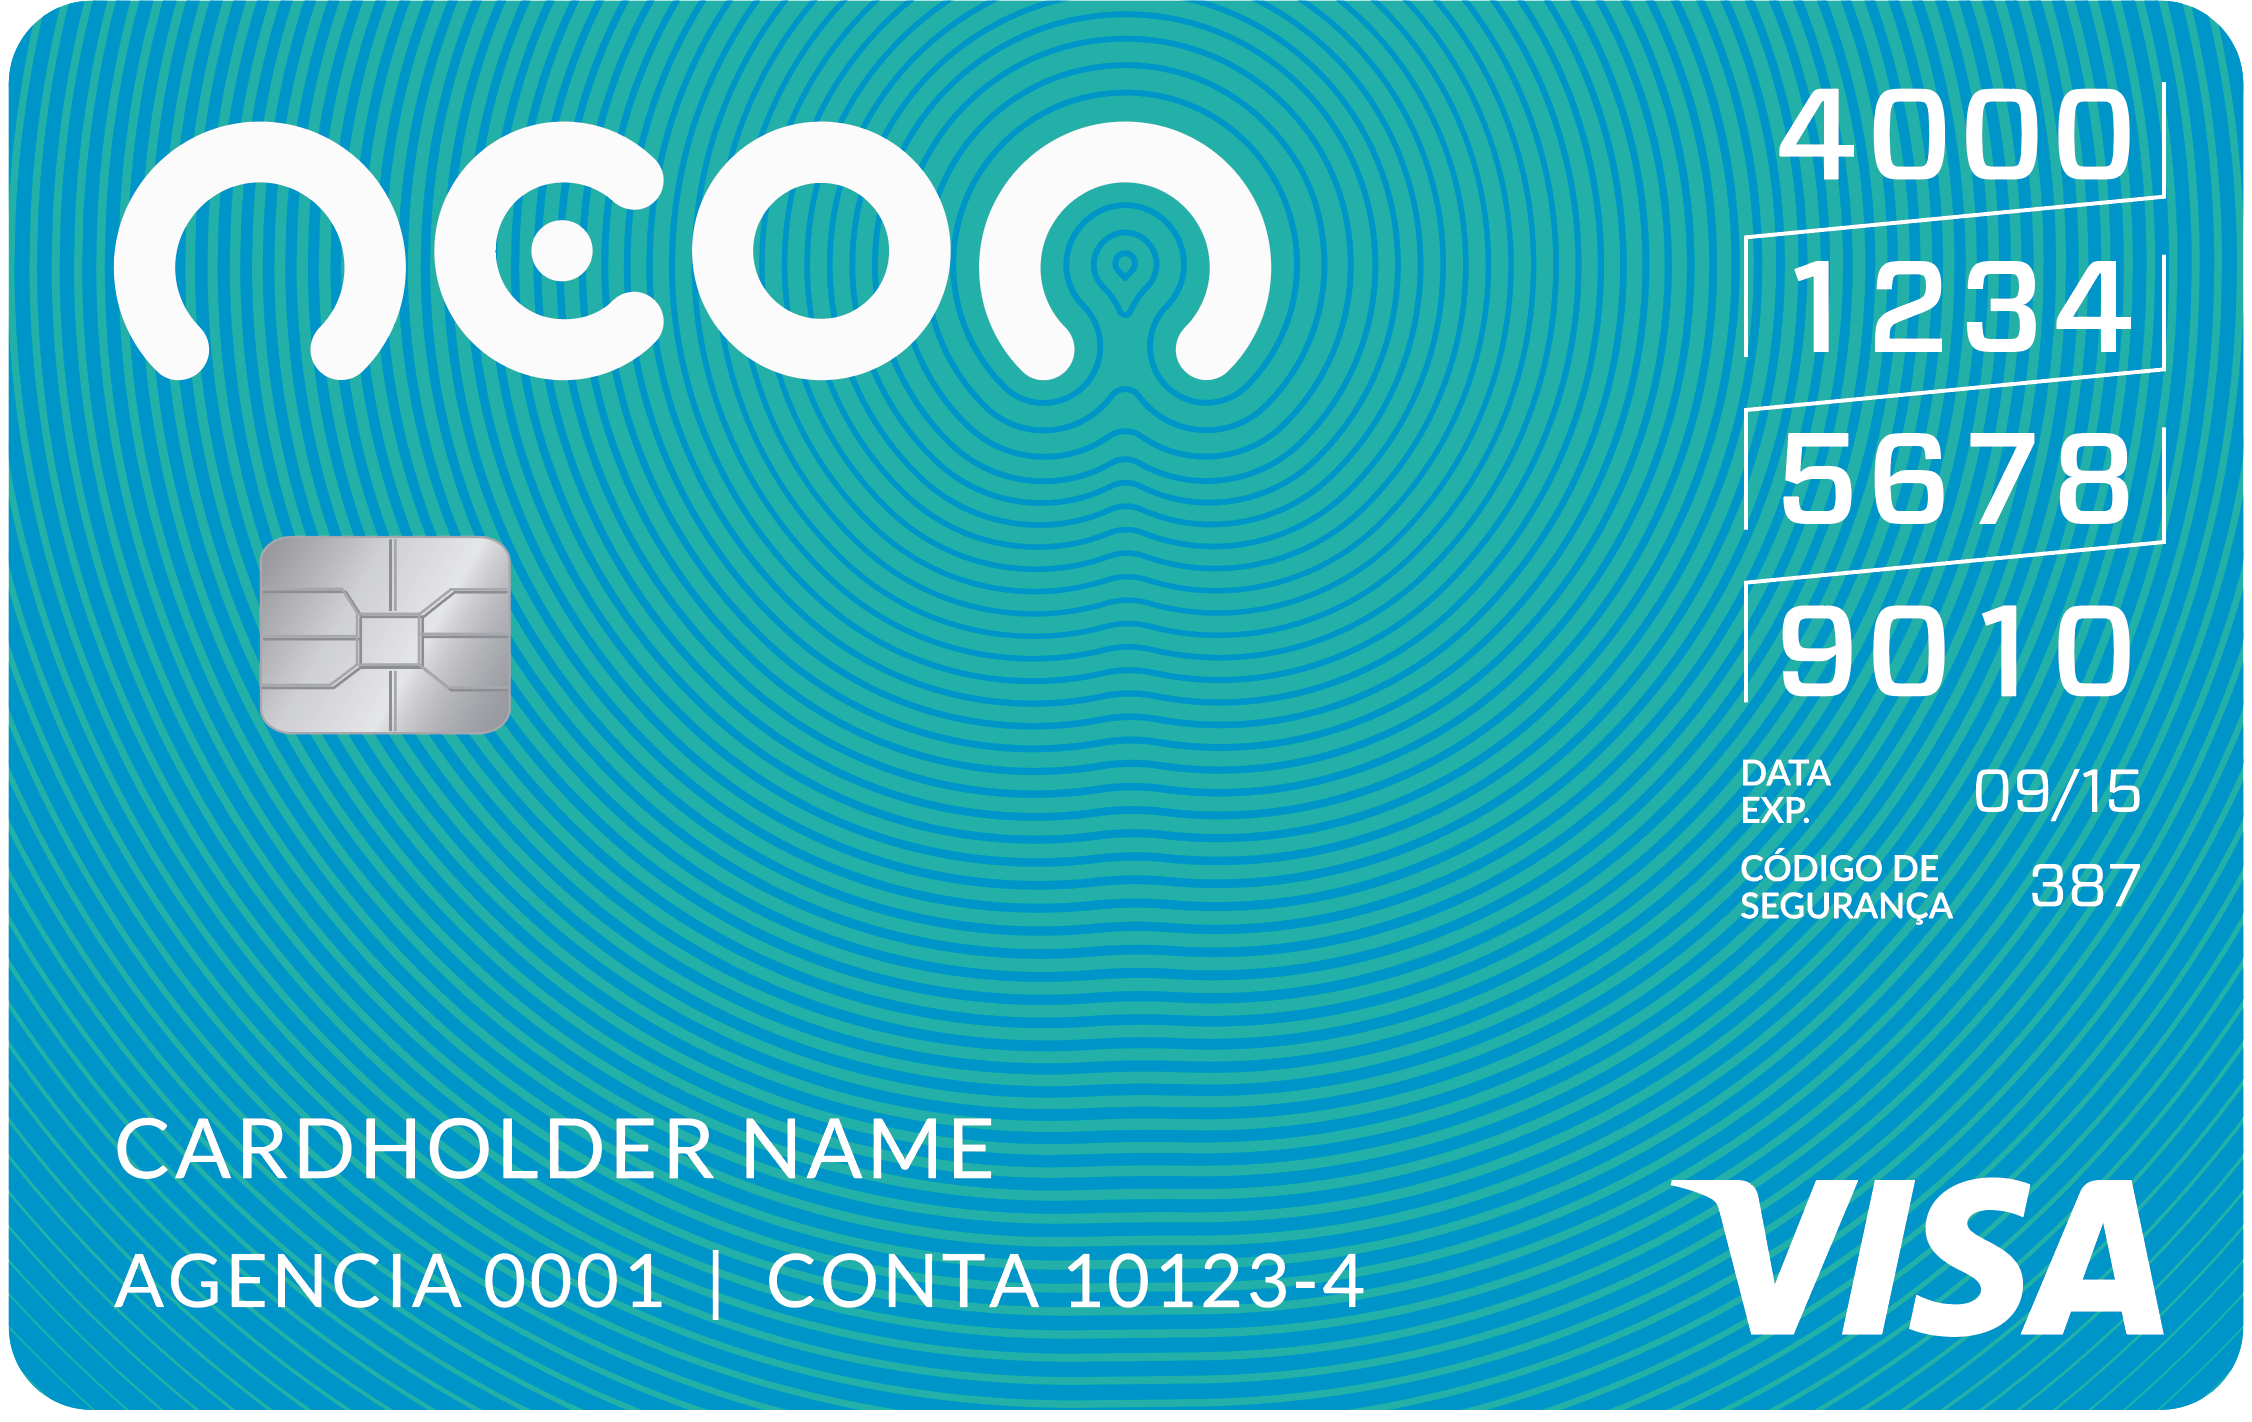 neon
4000
1234
5678
9010
DATA
EXP.
09/15
CÓDIGO DE
SEGURANÇA
387
CARDHOLDER NAME
AGENCIA 0001 | CONTA 10123-4
VISA